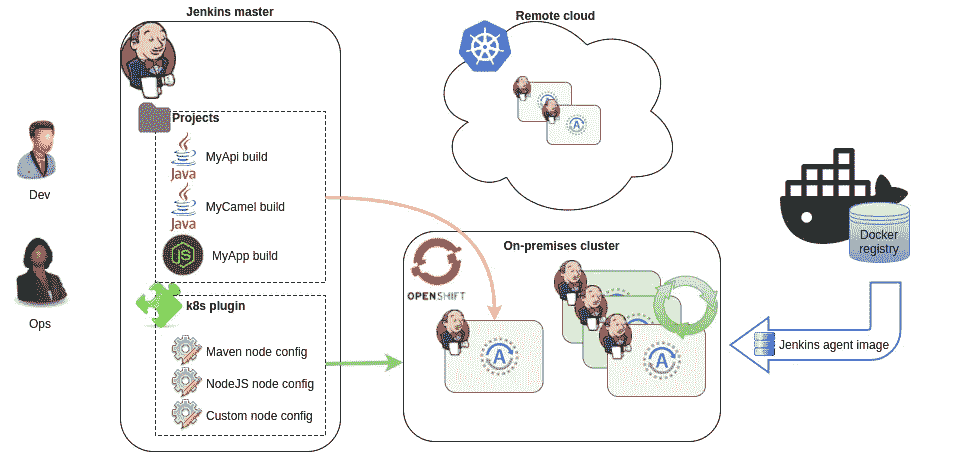 Jenkins master
Remote cloud
Projects
MyApi build
Java
MyCamel build
Java
JS
MyApp build
Dev
Ops
k8s plugin
Maven node config
NodeJS node config
Custom node config
A
A
On-premises cluster
OPENSHIFT
A
A
Docker
registry
Jenkins agent image